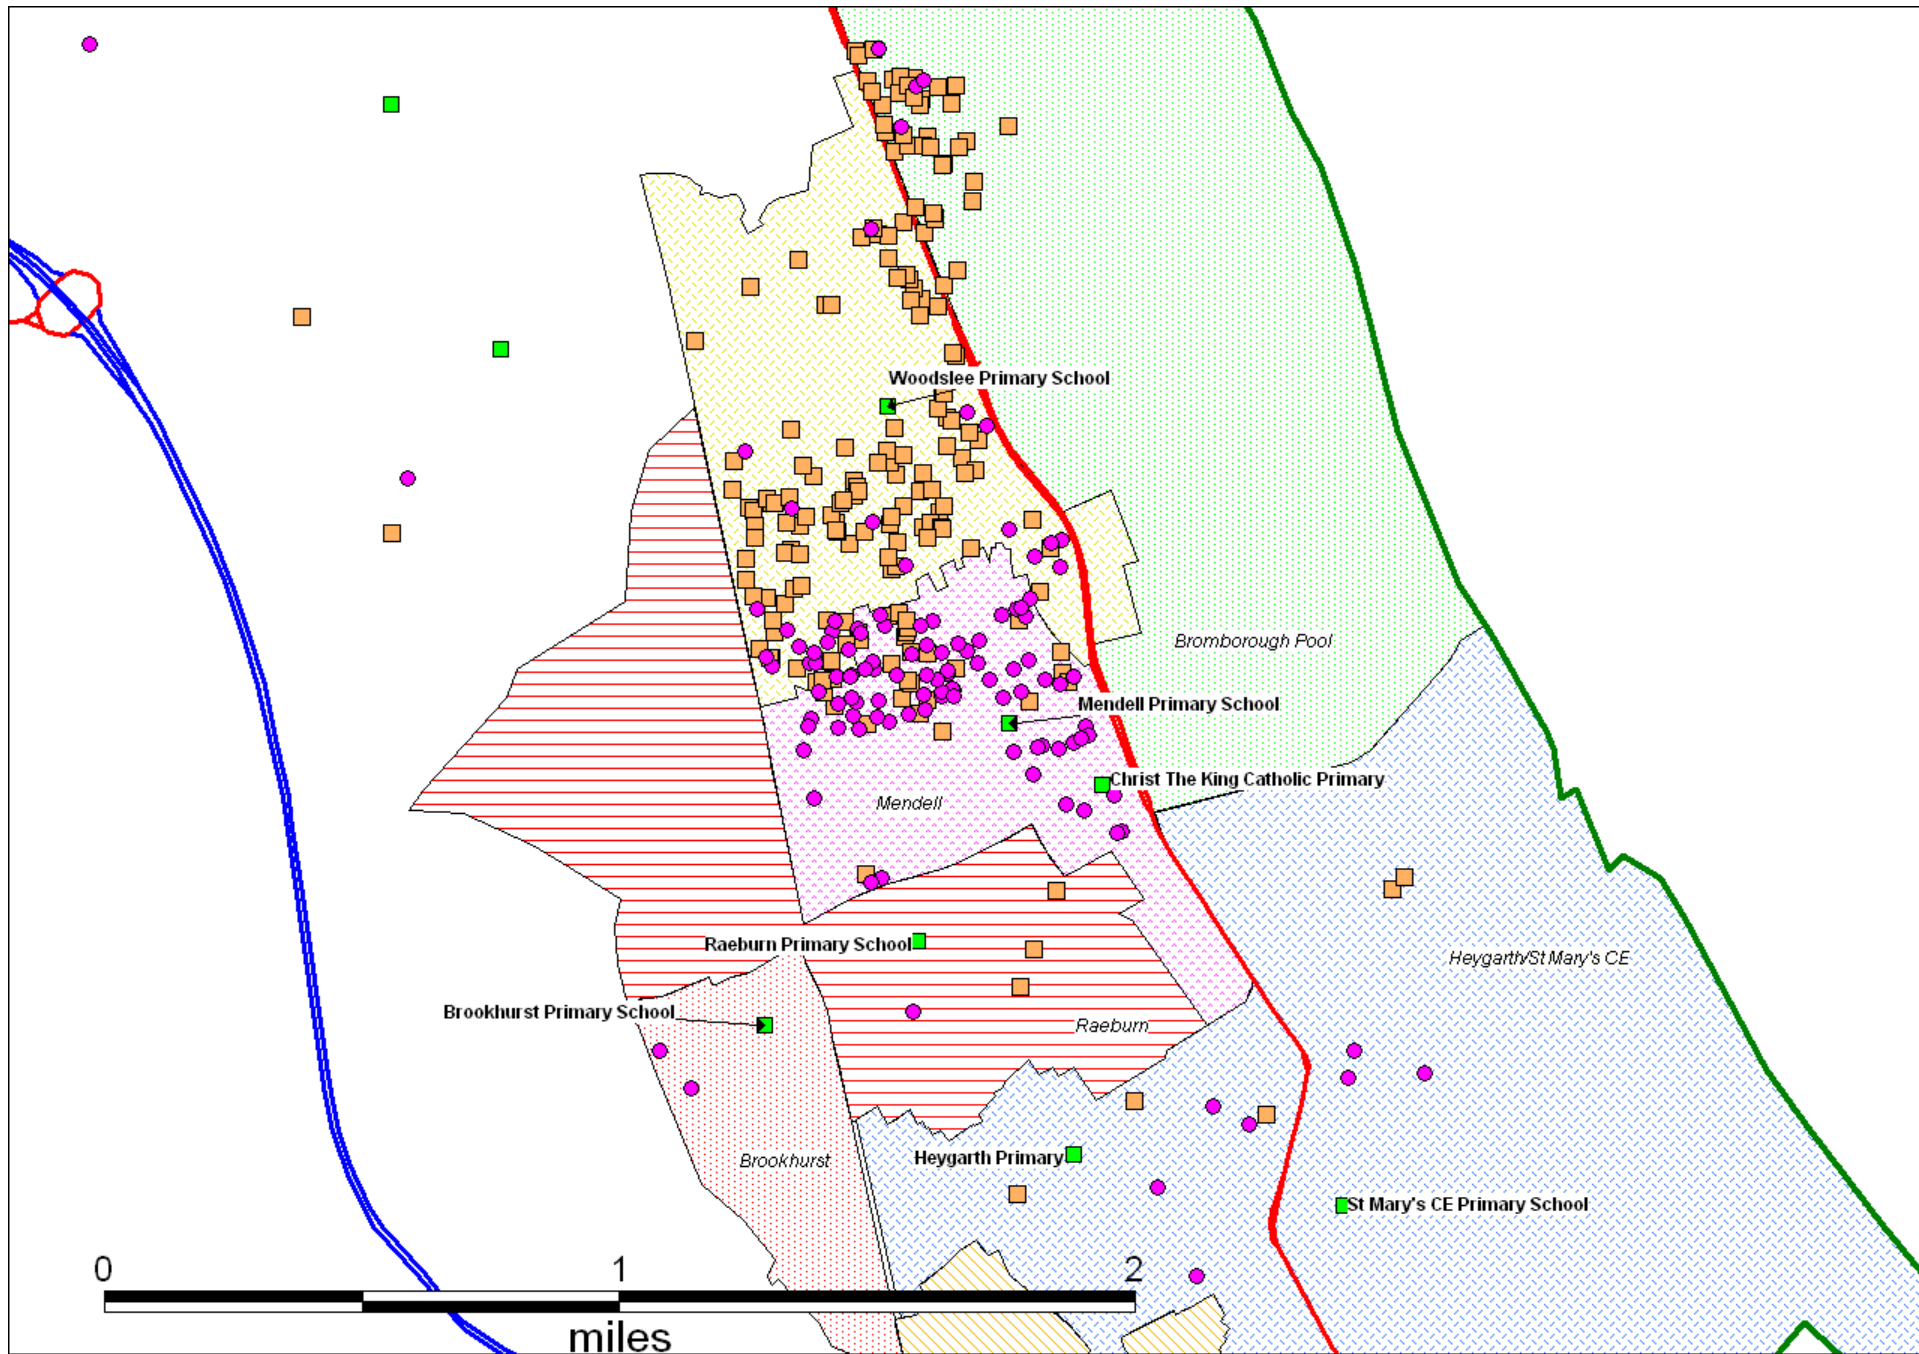 Woodslee Primary School
Bromborough Pool
Mendell Primary School
Christ The King Catholic Primary
Mendell
Raeburn Primary School
Heygarth/St Mary's CE
Brookhurst Primary School
Raeburn
Brookhurst
Heygarth Primary
St Mary's CE Primary School
0 1 2
miles